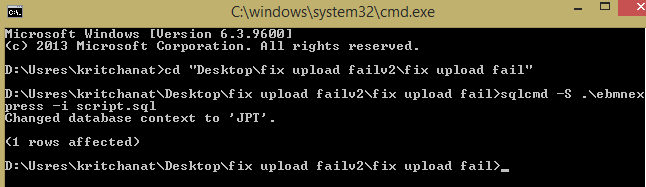 C:\windows\system32\cmd.exe
Microsoft Windows [Version 6.3.9600]
(c) 2013 Microsoft Corporation. All rights reserved.
D:\Usres\kritchanat>cd "Desktop\fix upload failv2\fix upload fail"
D:\Usres\kritchanat\Desktop\fix upload failv2\fix upload fail>sqlcmd -S .\ebmnex
press -i script.sql
Changed database context to 'JPT'.
(1 rows affected)
D:\Usres\kritchanat\Desktop\fix upload failv2\fix upload fail>_